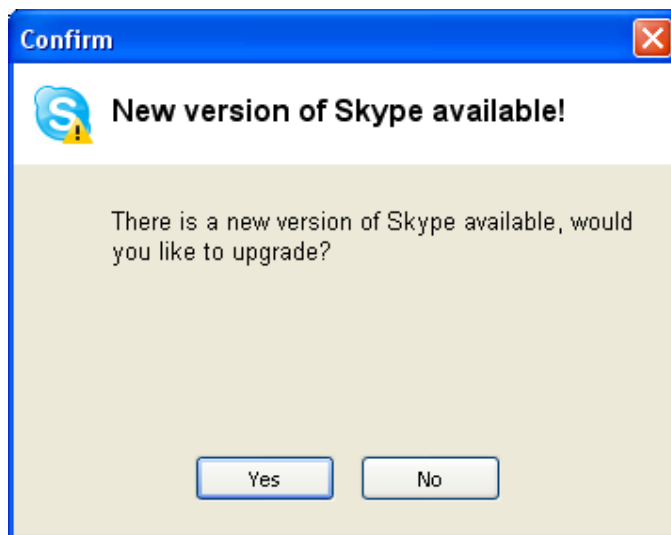 Confirm
New version of Skype available!
There is a new version of Skype available, would
you like to upgrade?
Yes
No